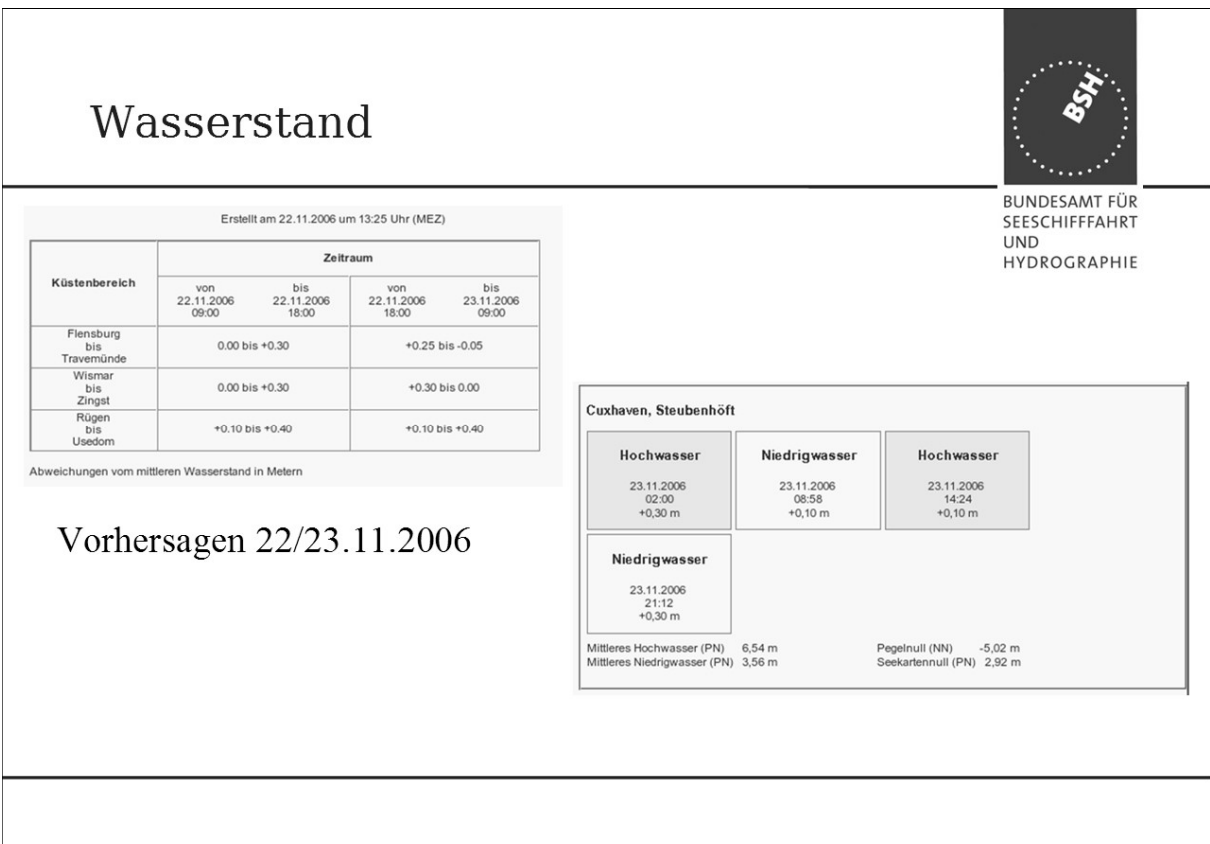 Wasserstand
BSH
BUNDESAMT FÜR
SEESCHIFFFAHRT
UND
HYDROGRAPHIE
Erstellt am 22.11.2006 um 13:25 Uhr (MEZ)
Küstenbereich
Zeitraum
von bis von bis
22.11.2006 22.11.2006 22.11.2006 23.11.2006
09:00 18:00 18:00 09:00
Flensburg
bis 0.00 bis +0.30 +0.25 bis -0.05
Travemünde
Wismar
bis 0.00 bis +0.30 +0.30 bis 0.00
Zingst
Rügen
bis +0.10 bis +0.40 +0.10 bis +0.40
Usedom
Abweichungen vom mittleren Wasserstand in Metern
Vorhersagen 22/23.11.2006
Cuxhaven, Steubenhöft
Hochwasser Niedrigwasser Hochwasser
23.11.2006 23.11.2006 23.11.2006
02:00 08:58 14:24
+0,30 m +0,10 m +0,10 m
Niedrigwasser
23.11.2006
21:12
+0,30 m
Mittleres Hochwasser (PN) 6,54 m Pegelnull (NN) -5,02 m
Mittleres Niedrigwasser (PN) 3,56 m Seekartennull (PN) 2,92 m